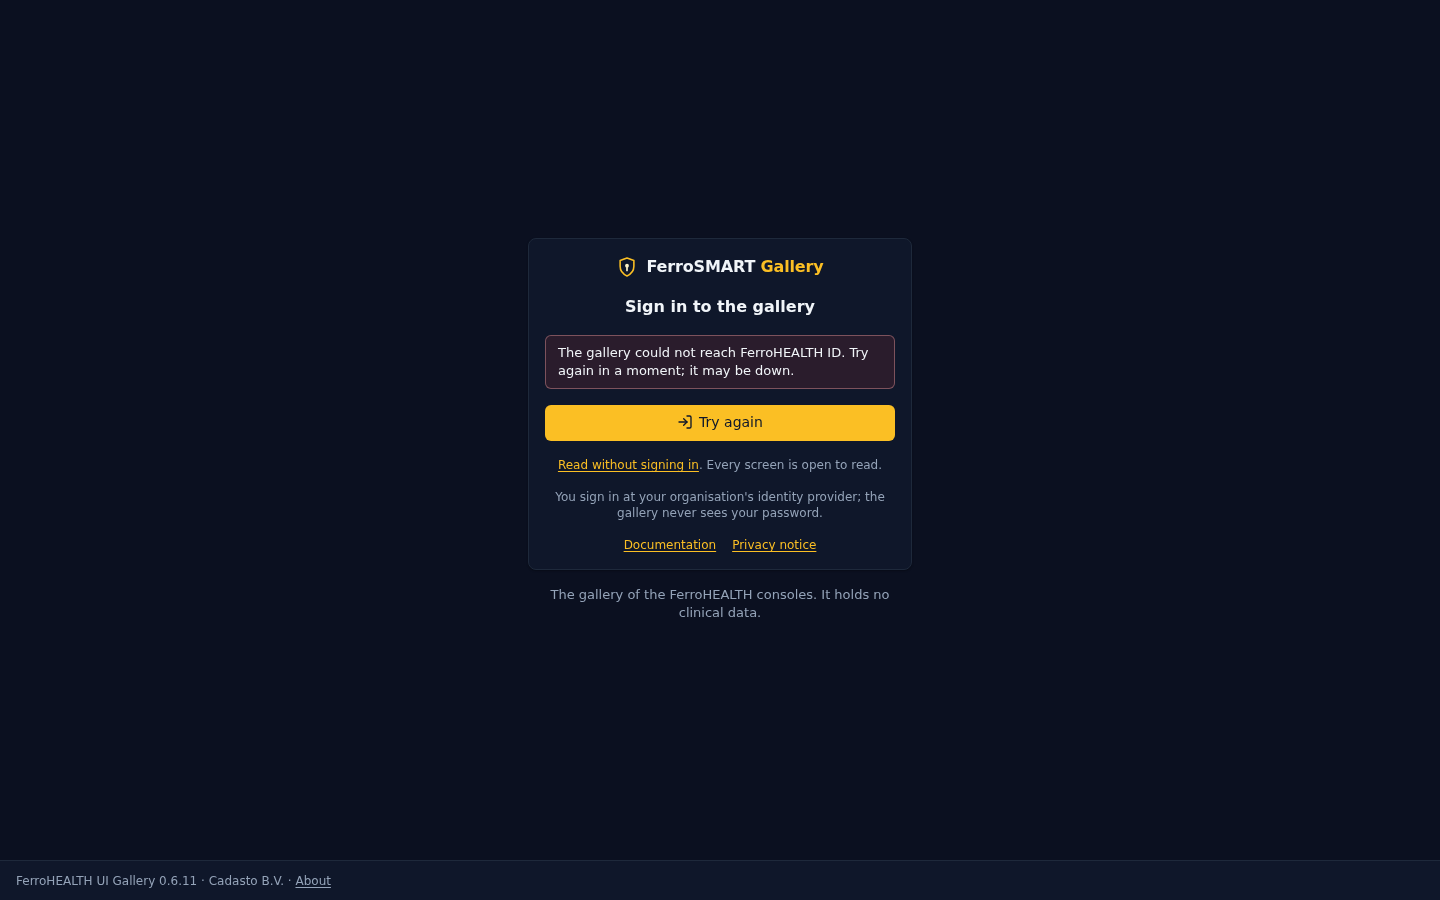 FerroSMART Gallery
Sign in to the gallery
The gallery could not reach FerroHEALTH ID. Try
again in a moment; it may be down.
Try again
Read without signing in. Every screen is open to read.
You sign in at your organisation's identity provider; the
gallery never sees your password.
Documentation Privacy notice
The gallery of the FerroHEALTH consoles. It holds no
clinical data.
FerroHEALTH UI Gallery 0.6.11 · Cadasto B.V. · About